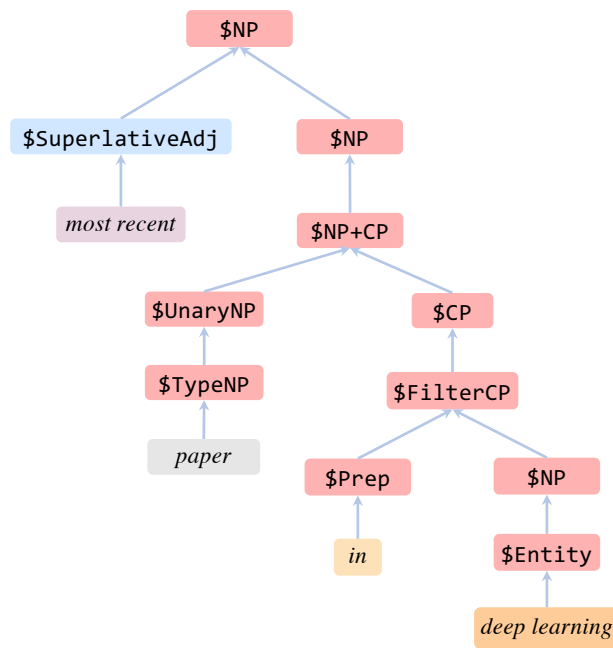 $NP
$SuperlativeAdj
$NP
most recent
$NP+CP
$UnaryNP
$CP
$TypeNP
$FilterCP
paper
$Prep
$NP
in
$Entity
deep learning